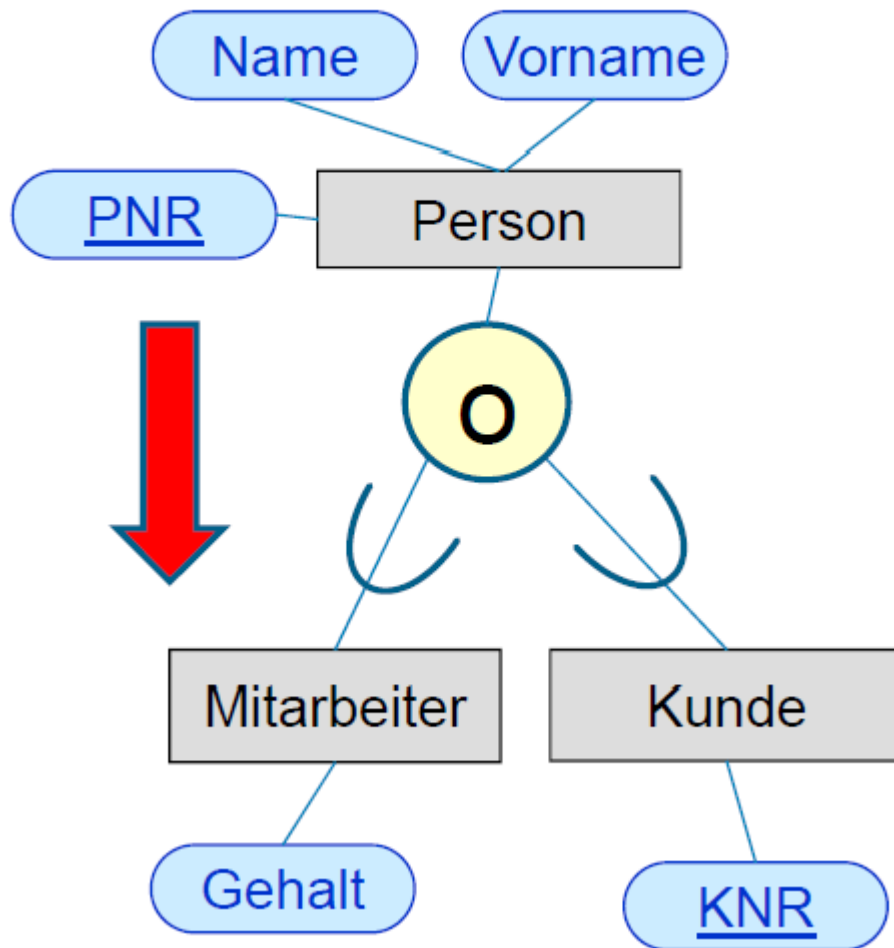 Name
Vorname
PNR
Person
o
Mitarbeiter
Kunde
Gehalt
KNR